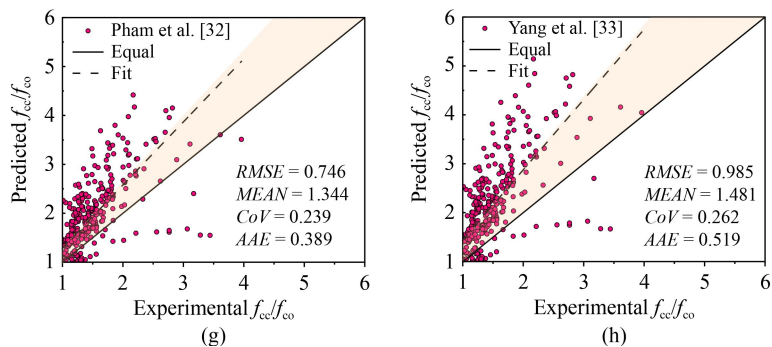 6
5
4
3
2
1
Predicted fcc/fco
Pham et al. [32]
Equal
Fit
RMSE = 0.746
MEAN = 1.344
CoV = 0.239
AAE = 0.389
1 2 3 4 5 6
Experimental fcc/fco
(g)
6
5
4
3
2
1
Predicted fcc/fco
Yang et al. [33]
Equal
Fit
RMSE = 0.985
MEAN = 1.481
CoV = 0.262
AAE = 0.519
1 2 3 4 5 6
Experimental fcc/fco
(h)